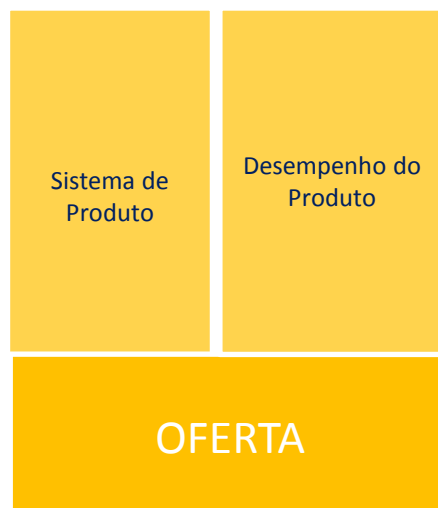 Sistema de
Produto
Desempenho do
Produto
OFERTA